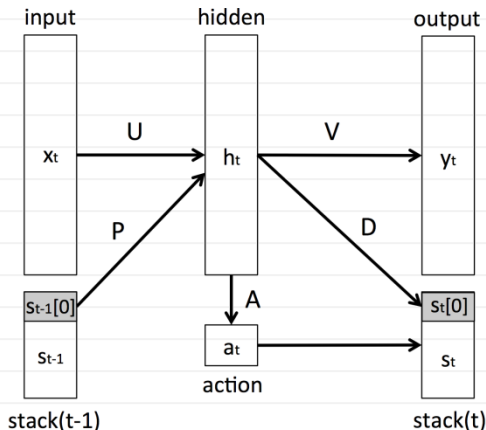 input hidden output
U V
xt ht yt
P D
st-1[0] A st[0]
st-1 at st
action
stack(t-1) stack(t)